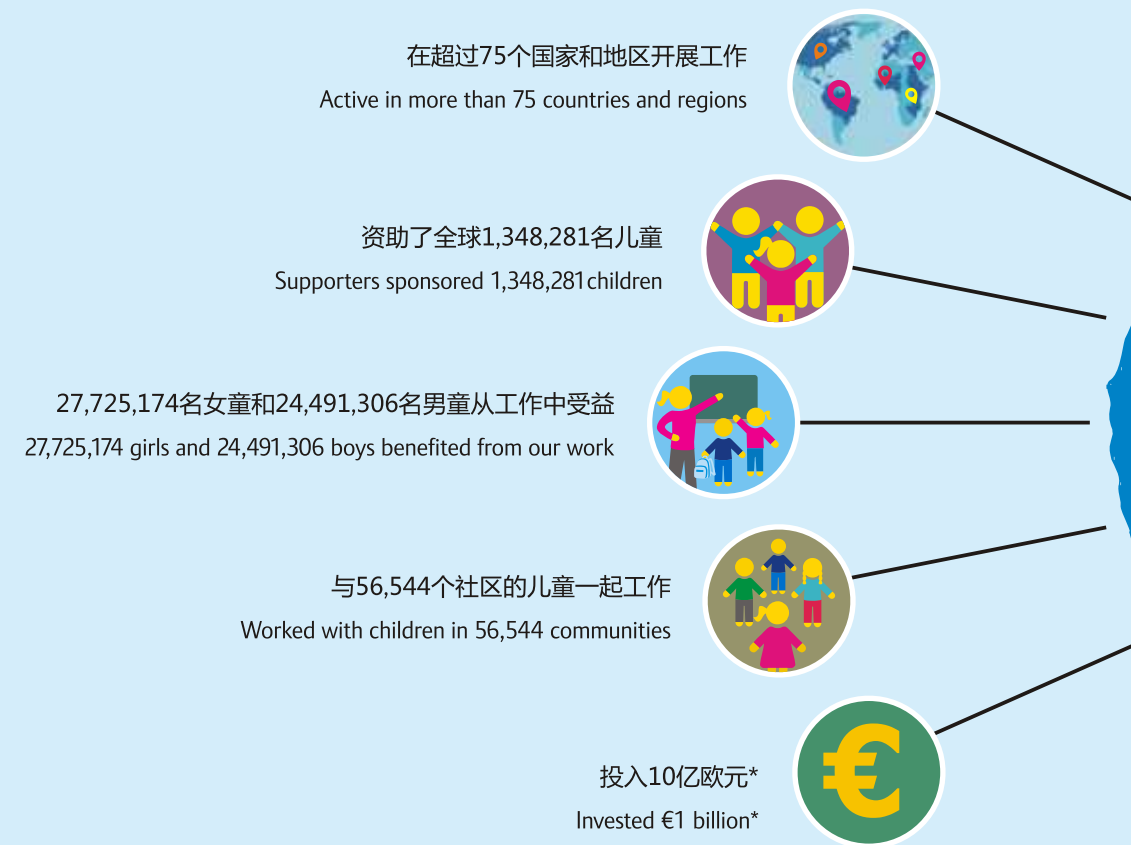 在超过75个国家和地区开展工作
Active in more than 75 countries and regions
资助了全球1,348,281名儿童
Supporters sponsored 1,348,281children
27,725,174名女童和24,491,306名男童从工作中受益
27,725,174 girls and 24,491,306 boys benefited from our work
与56,544个社区的儿童一起工作
Worked with children in 56,544 communities
€
投入10亿欧元*
Invested €1 billion*